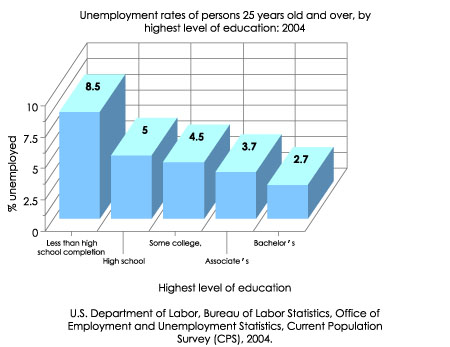 Unemployment rates of persons 25 years old and over, by
highest level of education: 2004
8.5
5
4.5
3.7
2.7
10
7.5
5
2.5
0
% unemployed
Less than high
school completion
High school
Some college,
Associate's
Bachelor's
Highest level of education
U.S. Department of Labor, Bureau of Labor Statistics, Office of
Employment and Unemployment Statistics, Current Population
Survey (CPS), 2004.